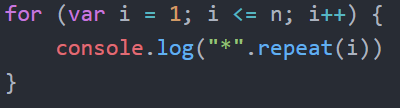 for (var i = 1; i <= n; i++) {
    console.log("*".repeat(i))
}